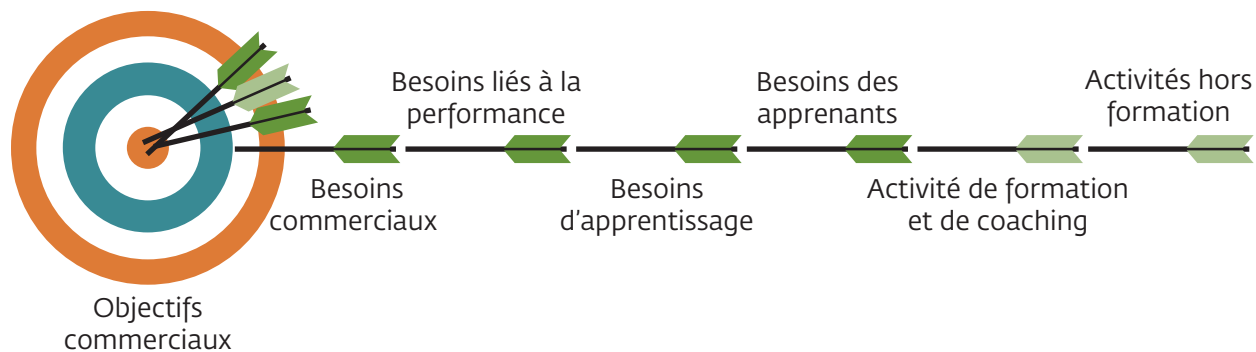 Objectifs
commerciaux
Besoins
commerciaux
Besoins liés à la
performance
Besoins
d'apprentissage
Besoins des
apprenants
Activité de formation
et de coaching
Activités hors
formation